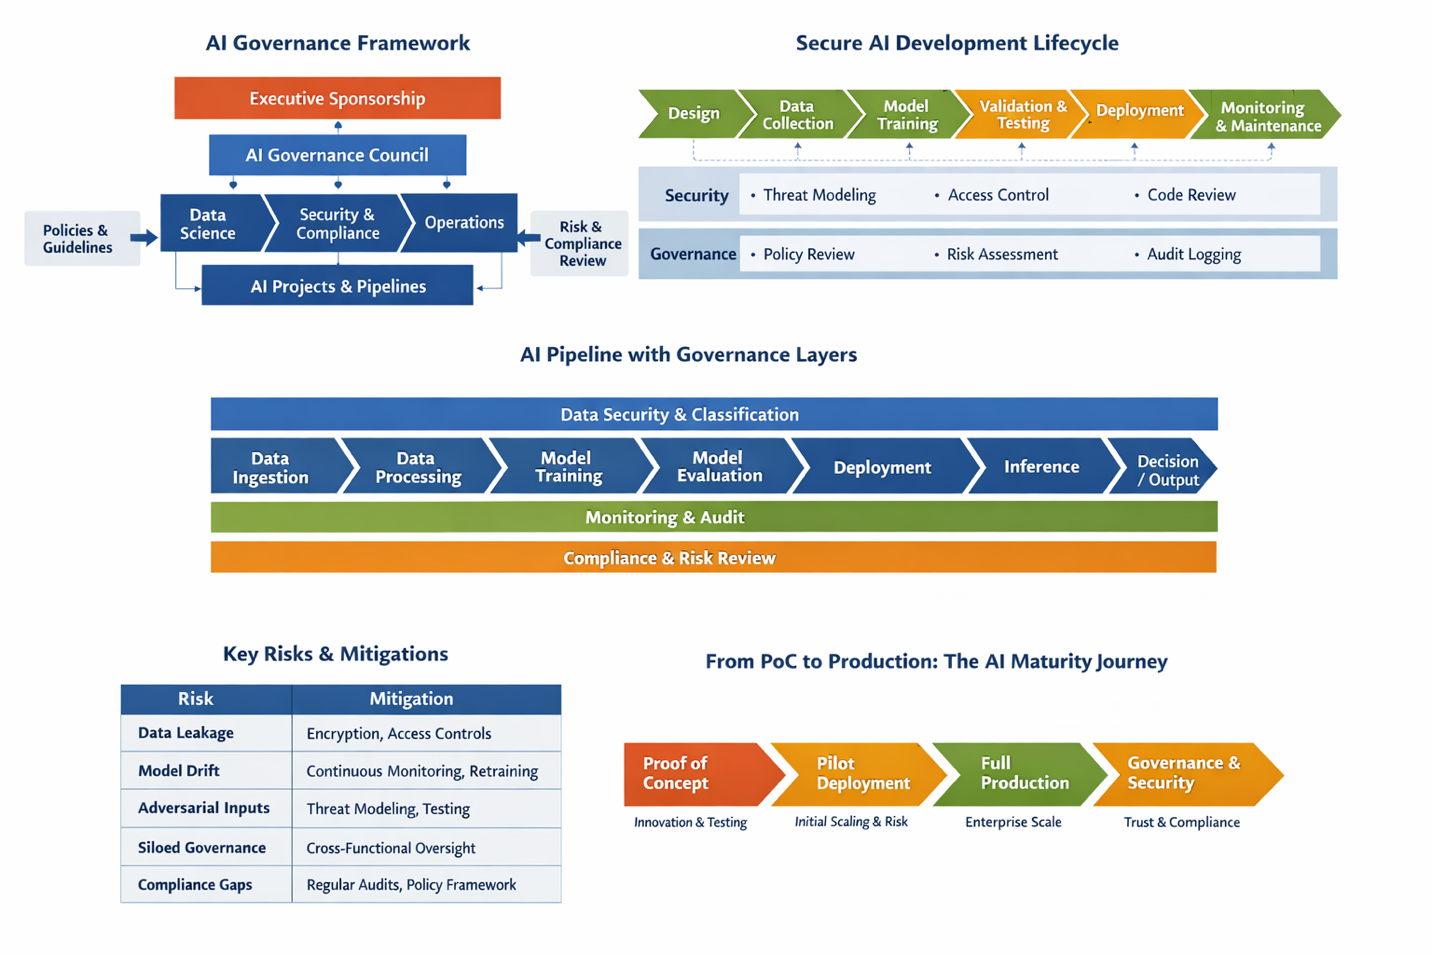 AI Governance Framework
Executive Sponsorship
AI Governance Council
Data
Science
Security &
Compliance
Operations
Policies &
Guidelines
Risk &
Compliance
Review
AI Projects & Pipelines
Secure AI Development Lifecycle
Design
Data
Collection
Model
Training
Validation &
Testing
Deployment
Monitoring
& Maintenance
Security
• Threat Modeling
• Access Control
• Code Review
Governance
• Policy Review
• Risk Assessment
• Audit Logging
AI Pipeline with Governance Layers
Data Security & Classification
Data
Ingestion
Data
Processing
Model
Training
Model
Evaluation
Deployment
Inference
Decision
/ Output
Monitoring & Audit
Compliance & Risk Review
Key Risks & Mitigations
Risk
Mitigation
Data Leakage
Encryption, Access Controls
Model Drift
Continuous Monitoring, Retraining
Adversarial Inputs
Threat Modeling, Testing
Siloed Governance
Cross-Functional Oversight
Compliance Gaps
Regular Audits, Policy Framework
From PoC to Production: The AI Maturity Journey
Proof of
Concept
Innovation & Testing
Pilot
Deployment
Initial Scaling & Risk
Full
Production
Enterprise Scale
Governance &
Security
Trust & Compliance